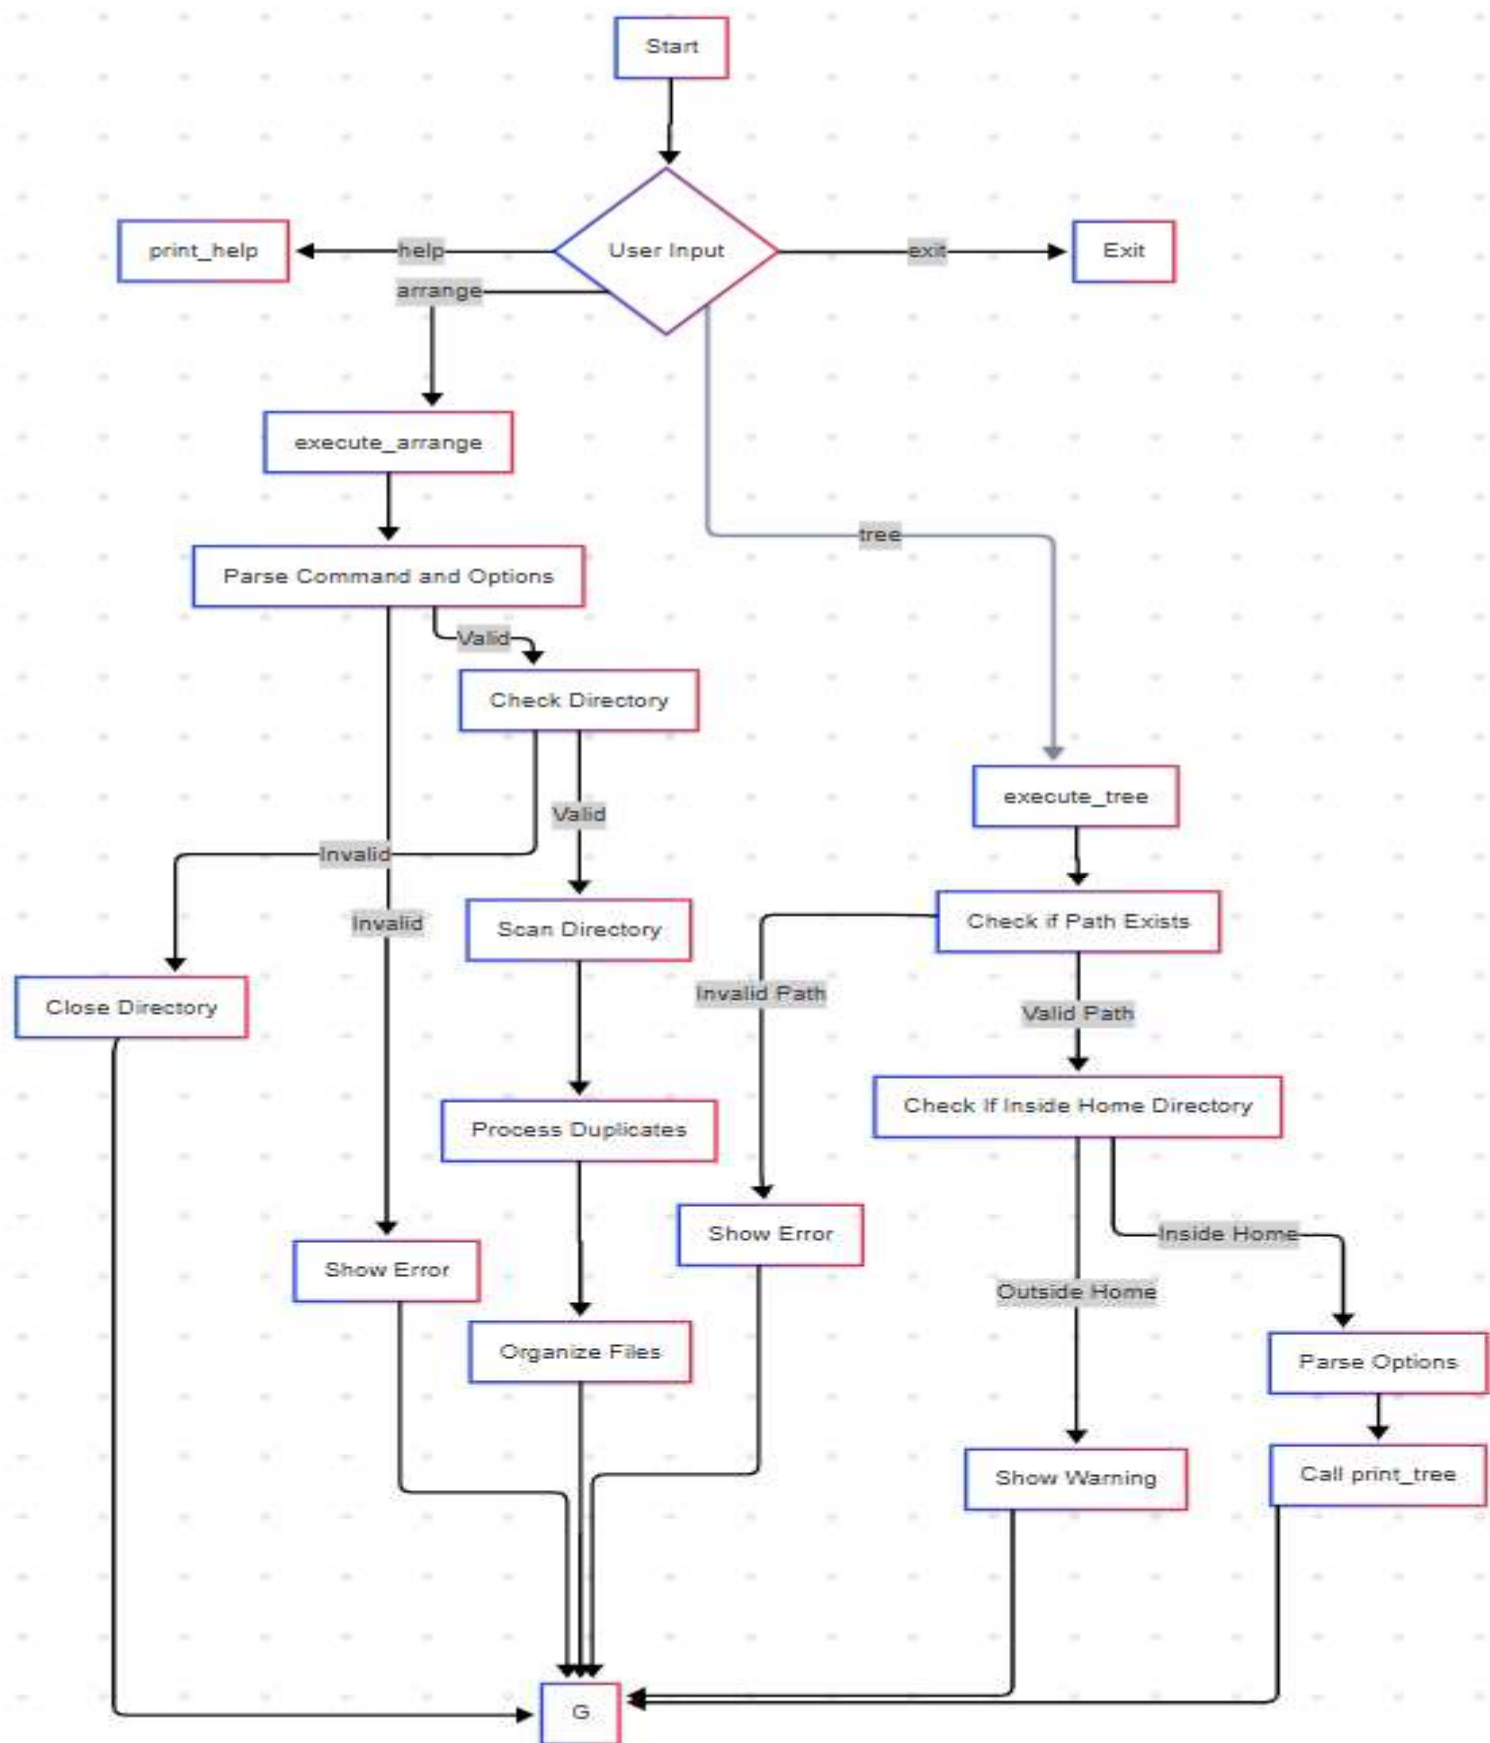 Start
User Input
help
print_help
exit
Exit
arrange
execute_arrange
tree
Parse Command and Options
Valid
Check Directory
execute_tree
Valid
Invalid
Invalid
Scan Directory
Check if Path Exists
Invalid Path
Close Directory
Valid Path
Check If Inside Home Directory
Process Duplicates
Show Error
Inside Home
Show Error
Outside Home
Organize Files
Parse Options
Show Warning
Call print_tree
G